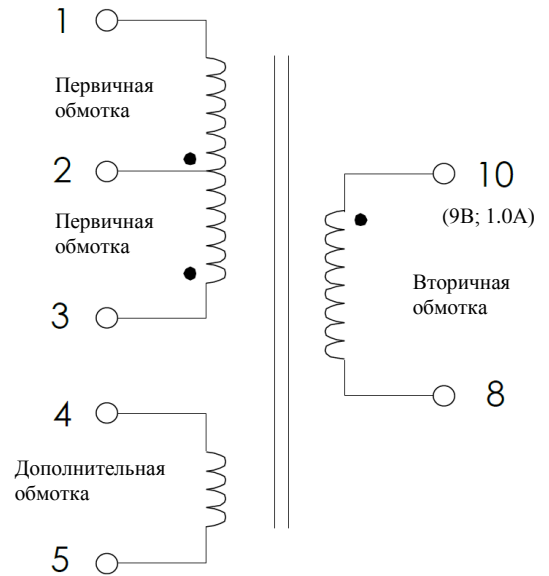 1
Первичная
обмотка
2
Первичная
обмотка
3
4
Дополнительная
обмотка
5
10
(9В; 1.0А)
Вторичная
обмотка
8